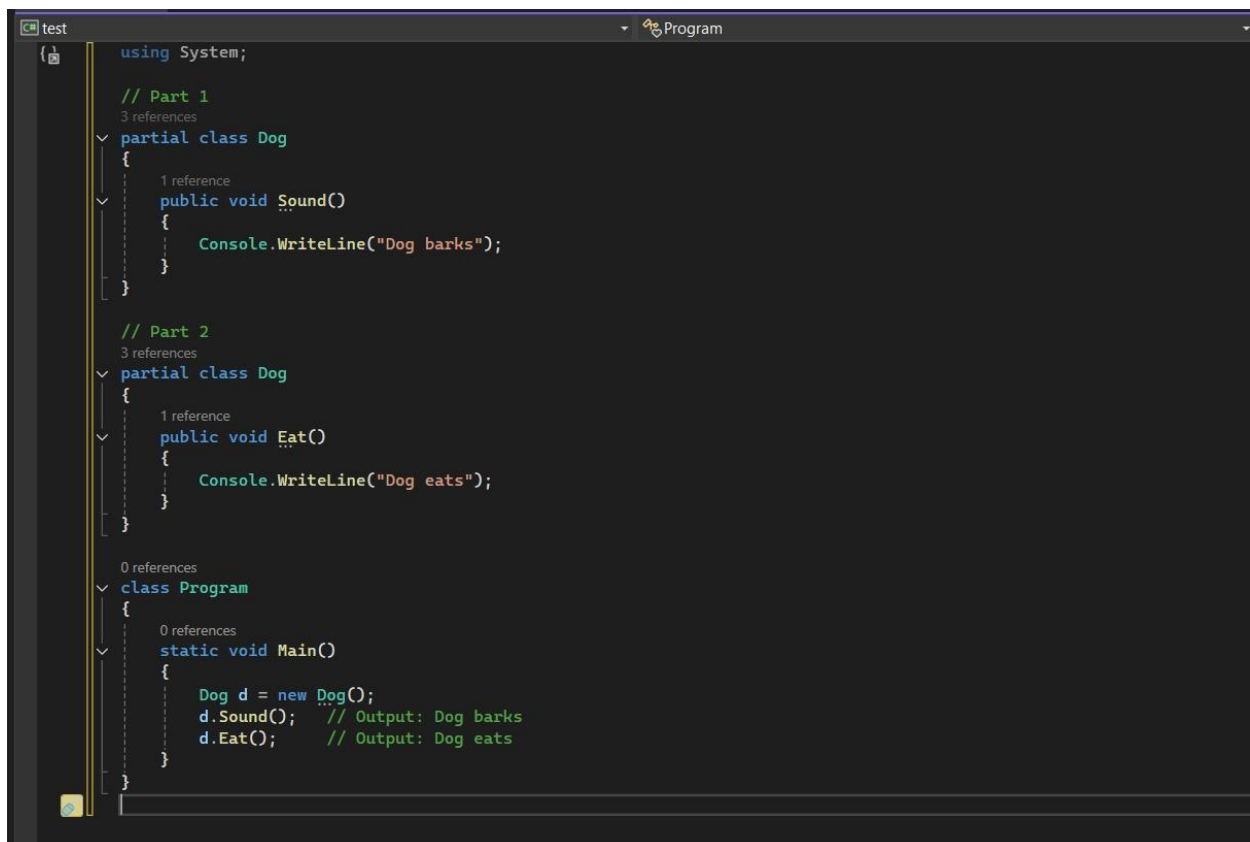 C# test Program
using System;
// Part 1
3 references
partial class Dog
{
1 reference
public void Sound()
{
Console.WriteLine("Dog barks");
}
}
// Part 2
3 references
partial class Dog
{
1 reference
public void Eat()
{
Console.WriteLine("Dog eats");
}
}
0 references
class Program
{
0 references
static void Main()
{
Dog d = new Dog();
d.Sound();   // Output: Dog barks
d.Eat();     // Output: Dog eats
}
}